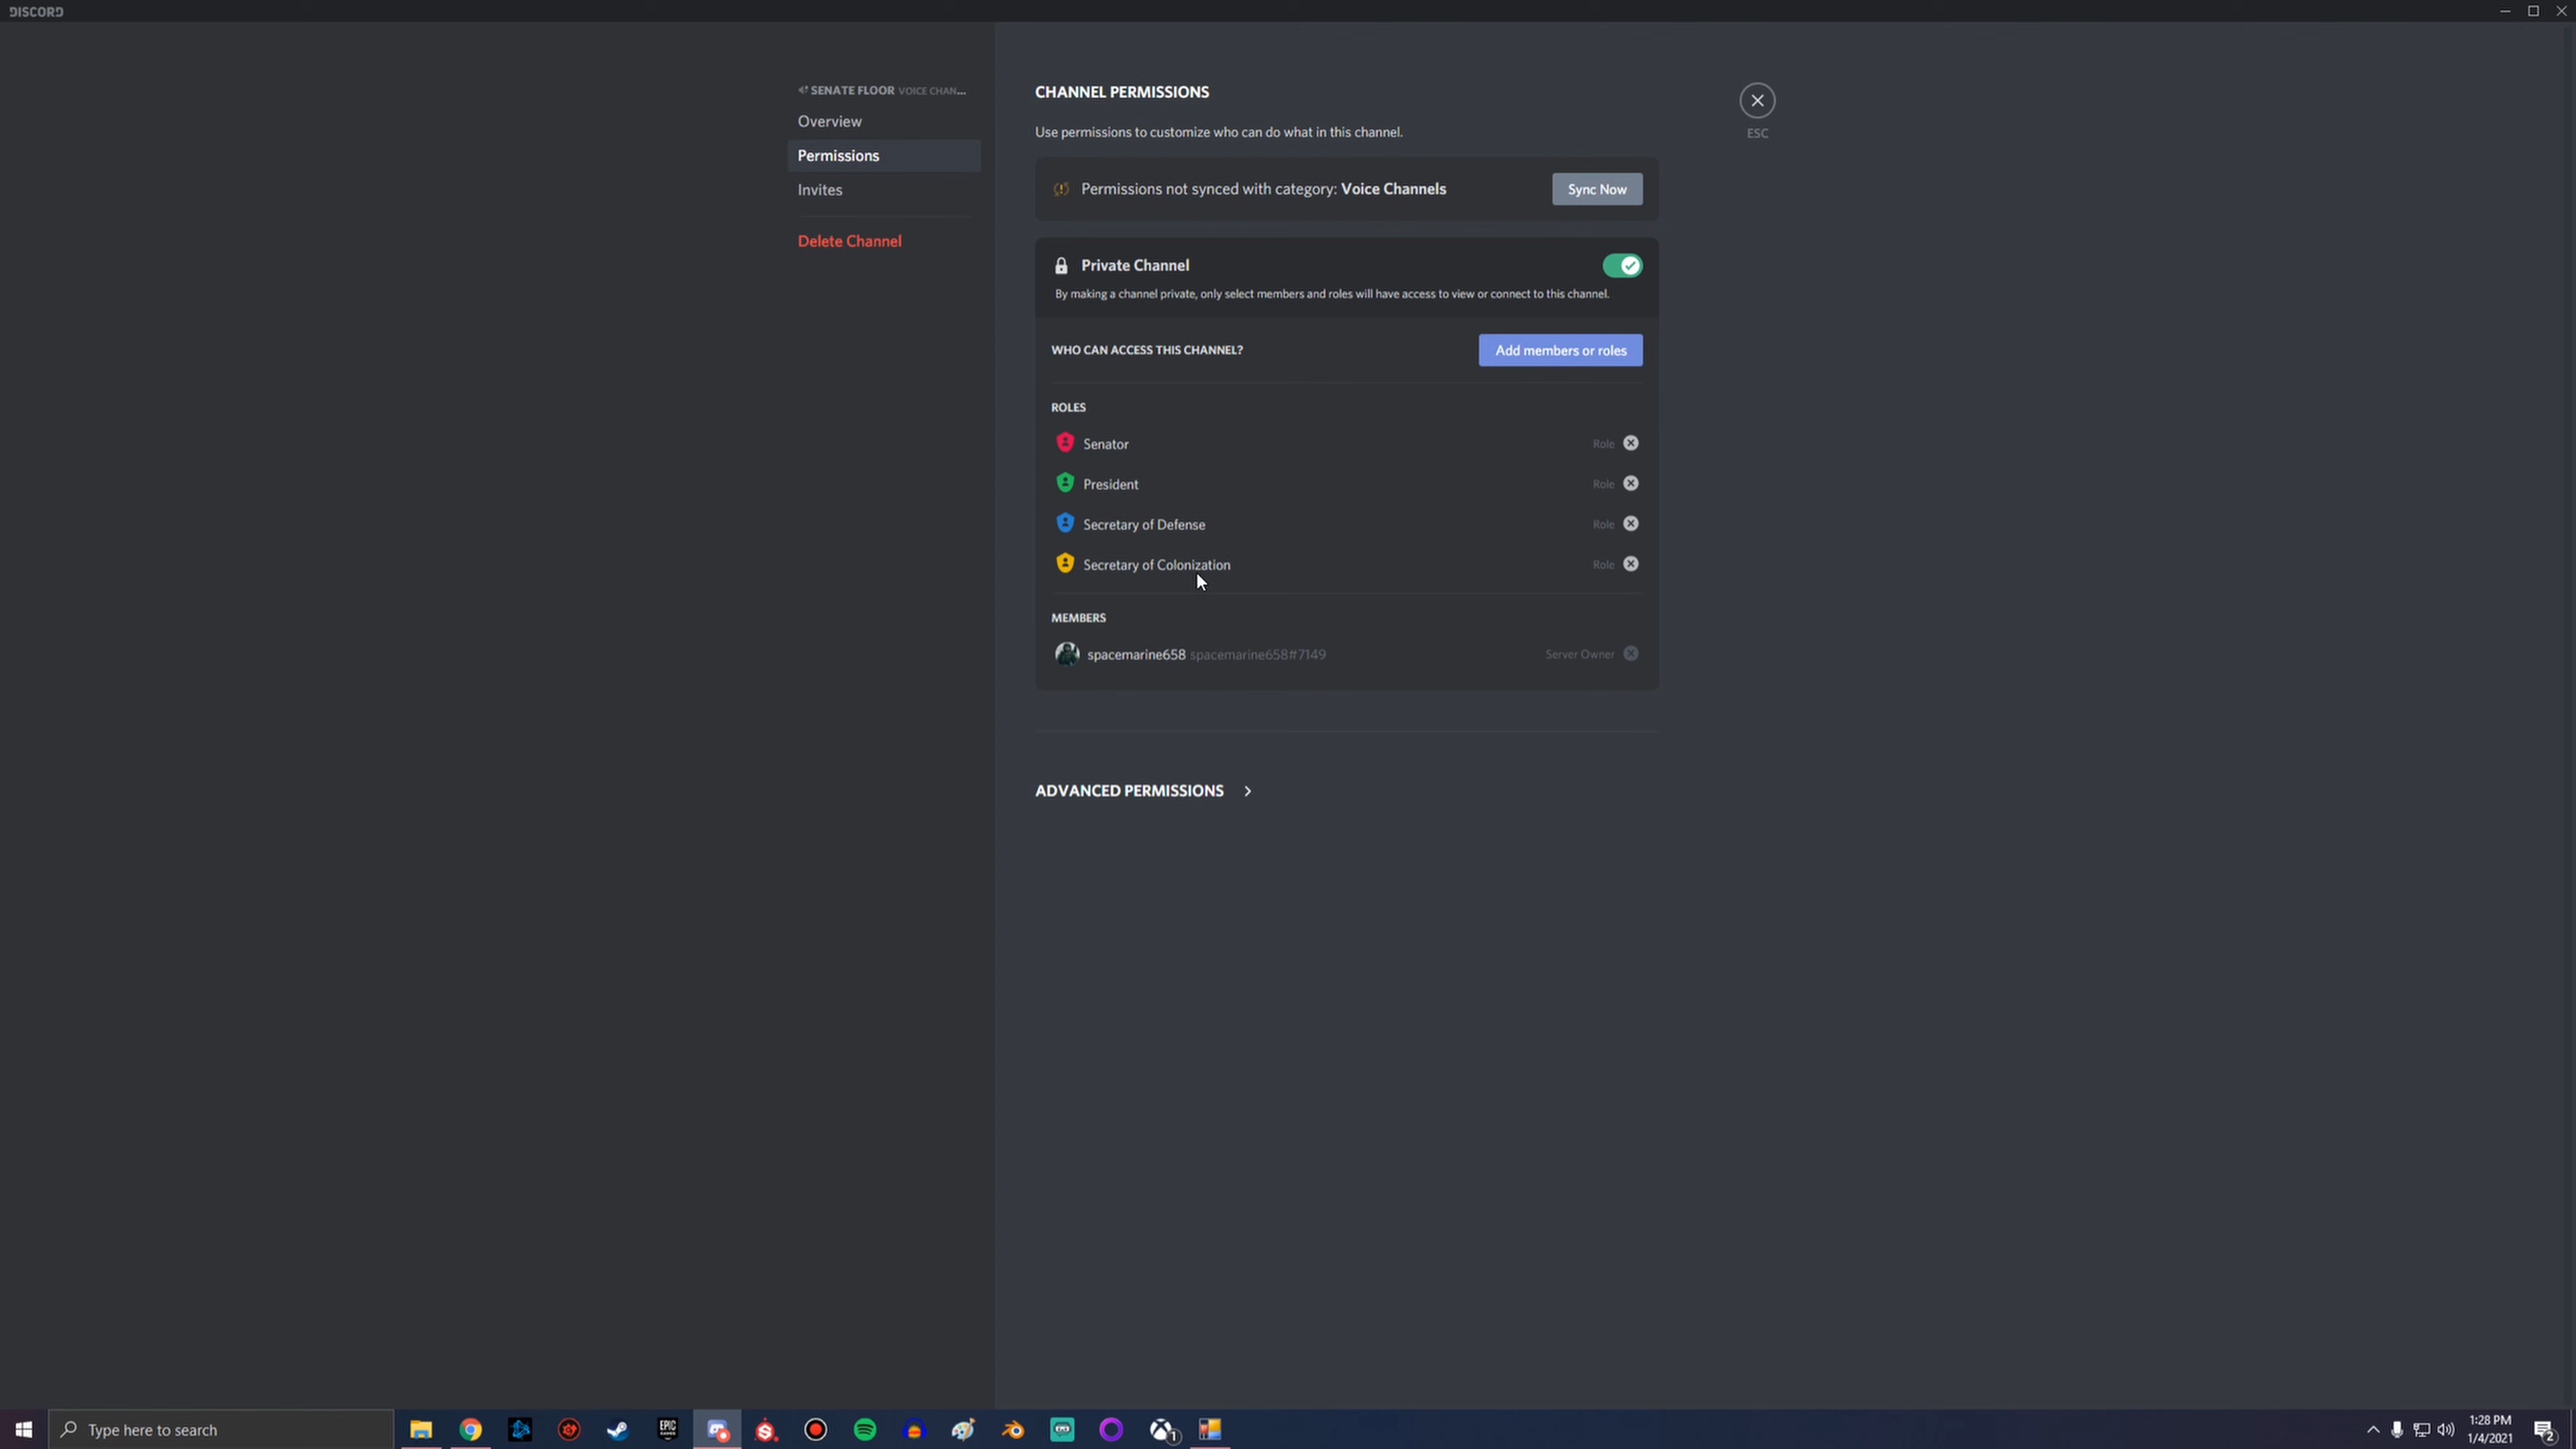 DISCORD
SENATE FLOOR VOICE CHAN...
Overview
Permissions
Invites
Delete Channel
CHANNEL PERMISSIONS
Use permissions to customize who can do what in this channel.
ESC
Permissions not synced with category: Voice Channels
Sync Now
Private Channel
By making a channel private, only select members and roles will have access to view or connect to this channel.
WHO CAN ACCESS THIS CHANNEL?
Add members or roles
ROLES
Senator Role
President Role
Secretary of Defense Role
Secretary of Colonization Role
MEMBERS
spacemarine658 spacemarine658#7149 Server Owner
ADVANCED PERMISSIONS
Type here to search
EPIC
GAMES
1
1:28 PM
1/4/2021
2